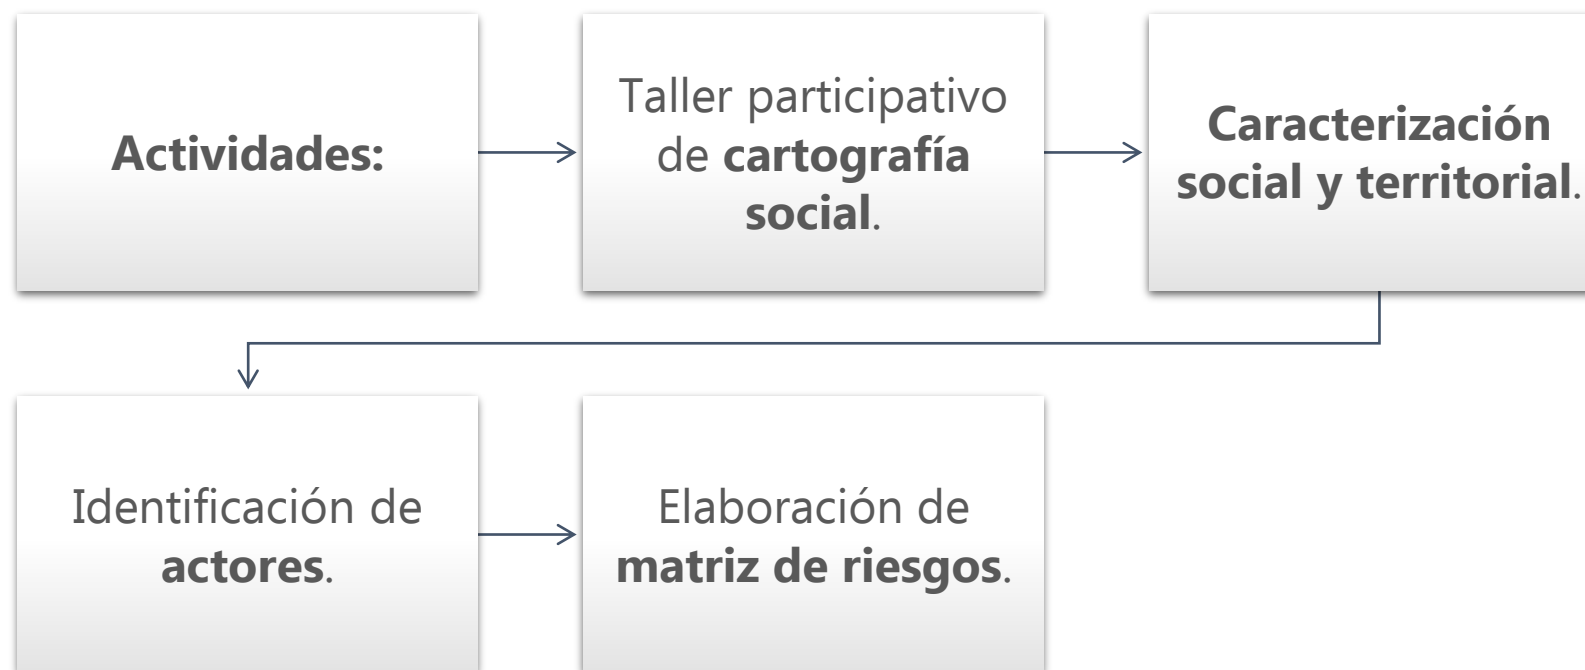 Actividades:
Taller participativo
de cartografía
social.
Caracterización
social y territorial.
Identificación de
actores.
Elaboración de
matriz de riesgos.